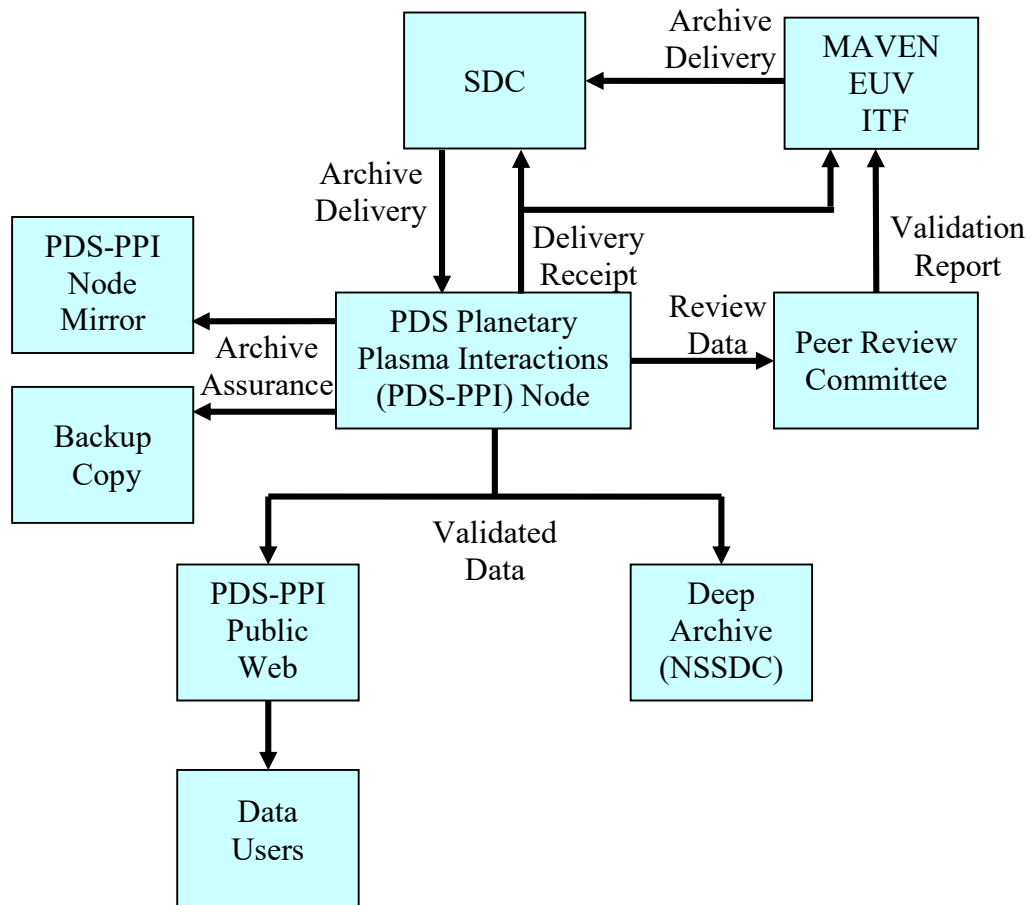 Archive
Delivery
SDC
MAVEN
EUV
ITF
Archive
Delivery
Delivery
Receipt
Validation
Report
PDS-PPI
Node
Mirror
Archive
Assurance
PDS Planetary
Plasma Interactions
(PDS-PPI) Node
Review
Data
Peer Review
Committee
Backup
Copy
Validated
Data
PDS-PPI
Public
Web
Deep
Archive
(NSSDC)
Data
Users